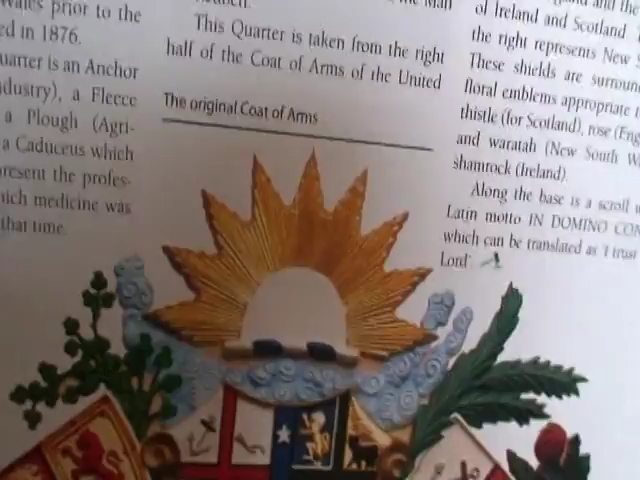 Wales prior to the
ed in 1876.
uarter is an Anchor
ndustry), a Fleece
a Plough (Agri-
a Caduceus which
present the profes-
hich medicine was
that time.
This Quarter is taken from the right
half of the Coat of Arms of the United
The original Coat of Arms
and the
of Ireland and Scotland
the right represents New S
These shields are surroun
floral emblems appropriate t
thistle (for Scotland), rose (Eng
and waratah (New South W
shamrock (Ireland).
Along the base is a scroll w
Latin motto IN DOMINO CON
which can be translated as 'I trust
Lord'